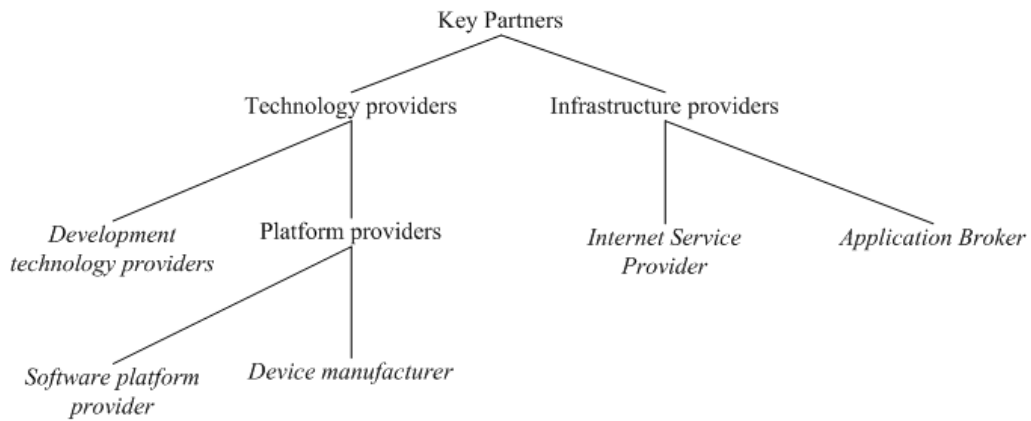 Key Partners
Technology providers
Infrastructure providers
Development
technology providers
Platform providers
Internet Service
Provider
Application Broker
Software platform
provider
Device manufacturer